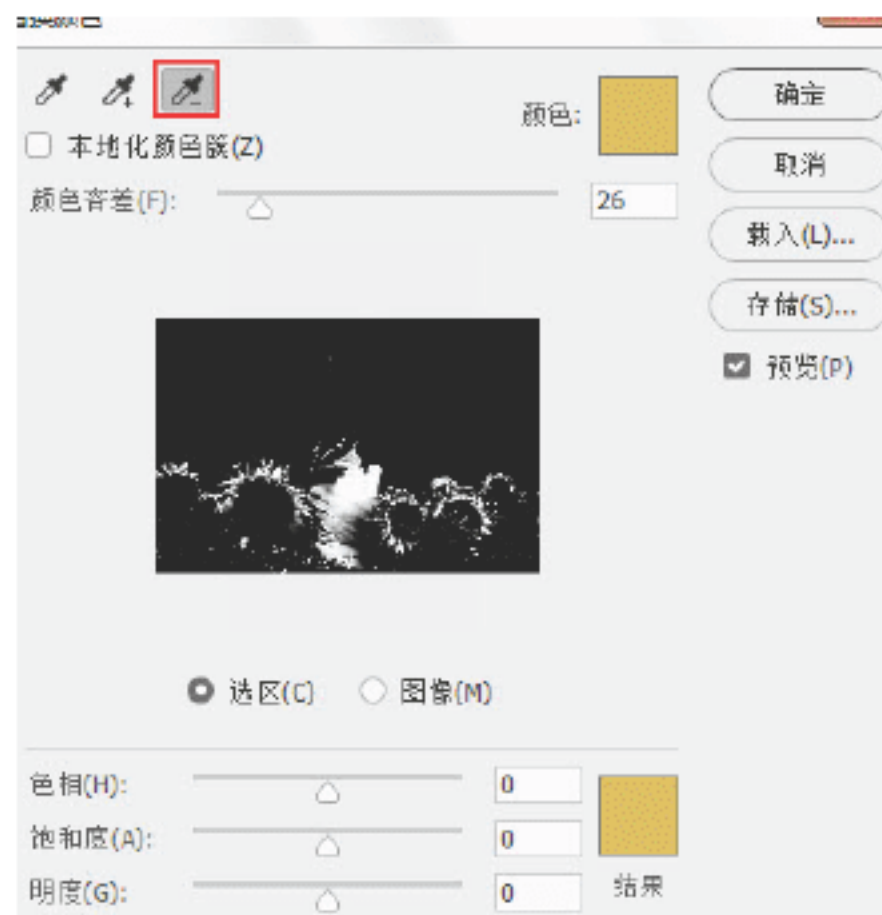 颜色:
确定
本地化颜色簇(Z)
取消
颜色容差(F):
26
载入(L)...
存储(S)...
预览(P)
选区(C)
图像(M)
色相(H):
0
饱和度(A):
0
明度(G):
0
结果